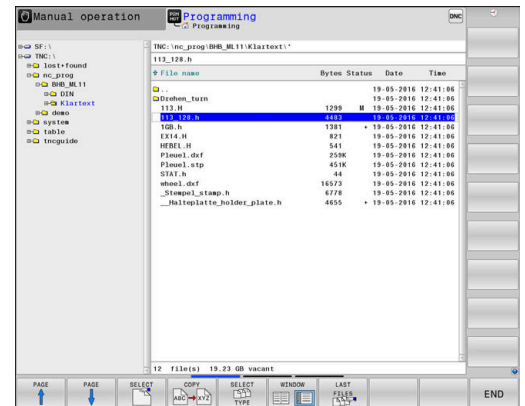 Manual operation
Programming
Programming
DNC
SF:\
TNC:\
lost+found
nc_prog
BHB_ML11
DIN
Klartext
demo
system
table
tncguide
TNC:\nc_prog\BHB_ML11\Klartext\*
113_128.h
File name Bytes Status Date Time
.. 19-05-2016 12:41:06
Drehen_turn 19-05-2016 12:41:06
113.H 1299 M 19-05-2016 12:41:06
113_128.h 4483 19-05-2016 12:41:06
1GB.h 1381 + 19-05-2016 12:41:06
EX14.H 821 19-05-2016 12:41:06
HEBEL.H 541 19-05-2016 12:41:06
Pleuel.dxf 259K 19-05-2016 12:41:06
Pleuel.stp 451K 19-05-2016 12:41:06
STAT.h 44 19-05-2016 12:41:06
wheel.dxf 16573 19-05-2016 12:41:06
_Stempel_stamp.h 6778 19-05-2016 12:41:06
__Halteplatte_holder_plate.h 4655 + 19-05-2016 12:41:06
12 file(s) 19.23 GB vacant
PAGE
PAGE
SELECT
COPY
ABC XYZ
SELECT
TYPE
WINDOW
LAST
FILES
END